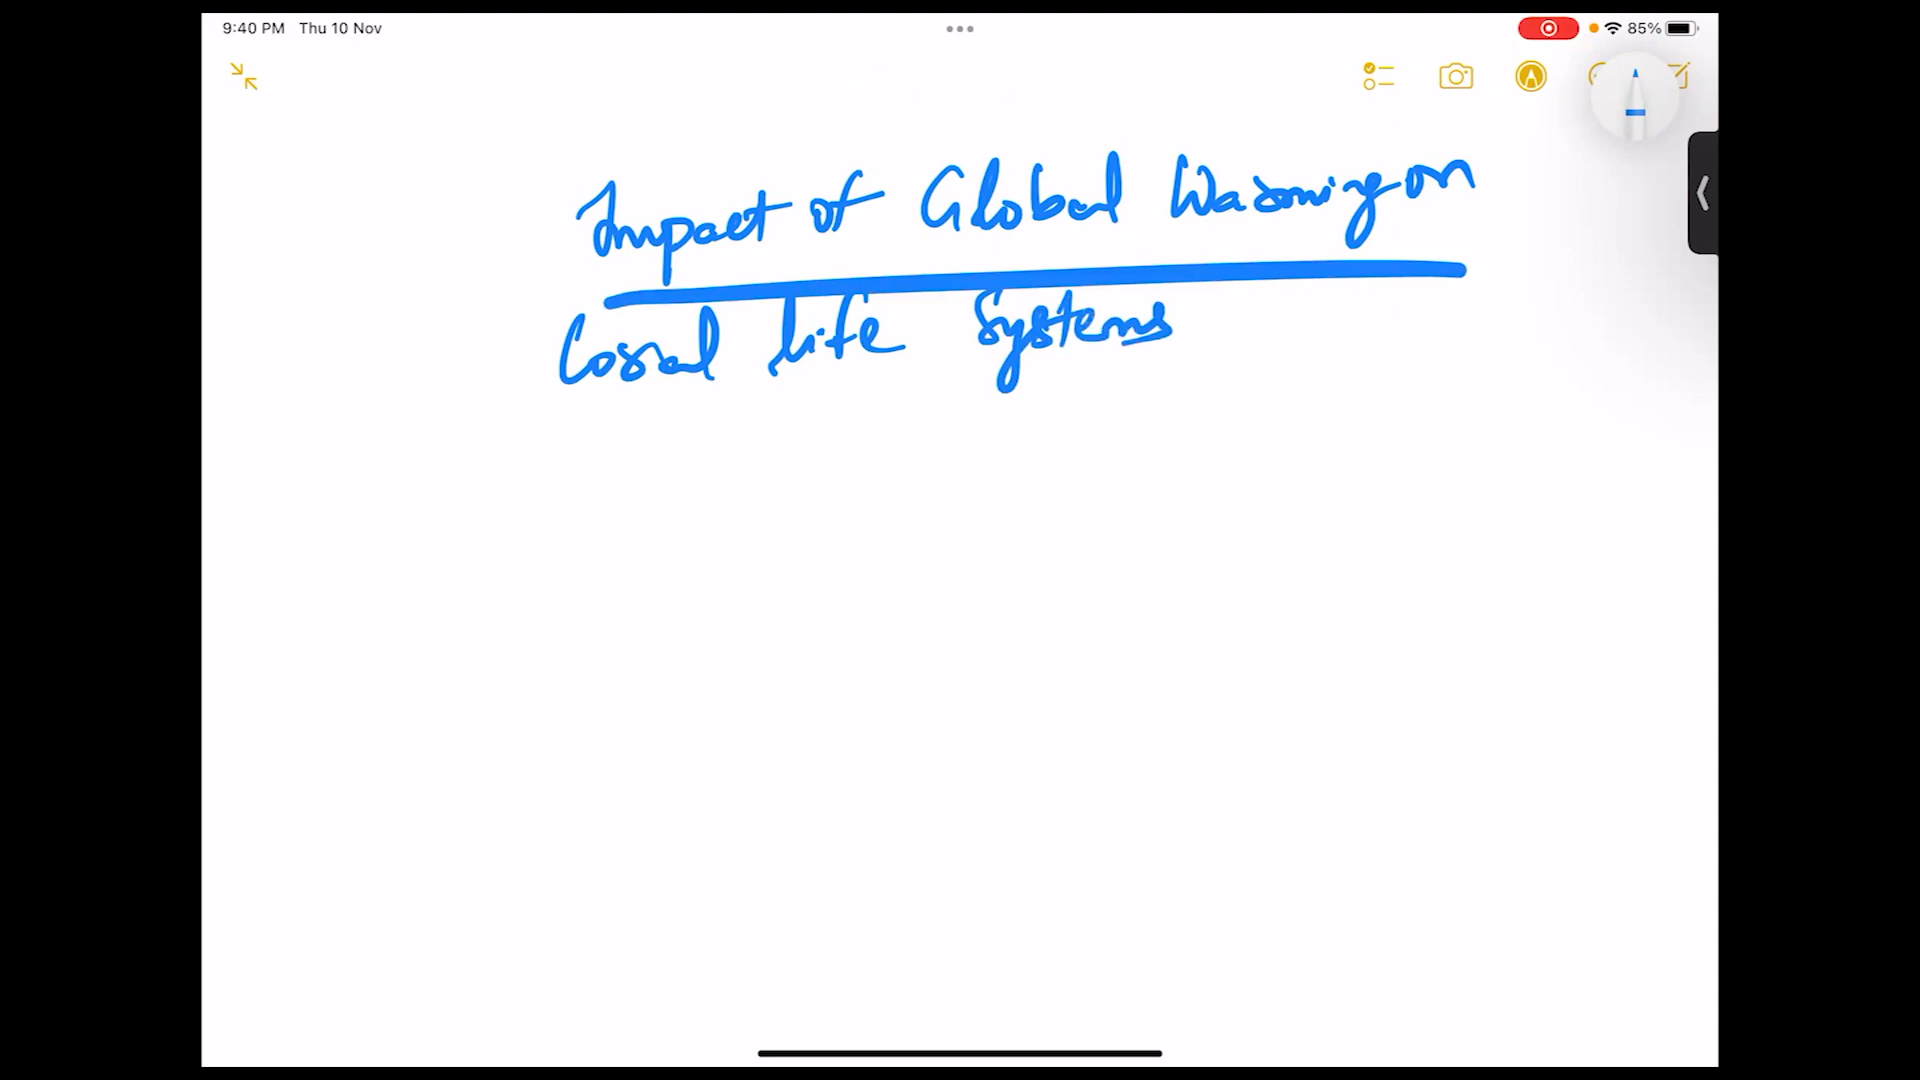 9:40 PM Thu 10 Nov 85%
Impact of Global Warming on
Coral life Systems